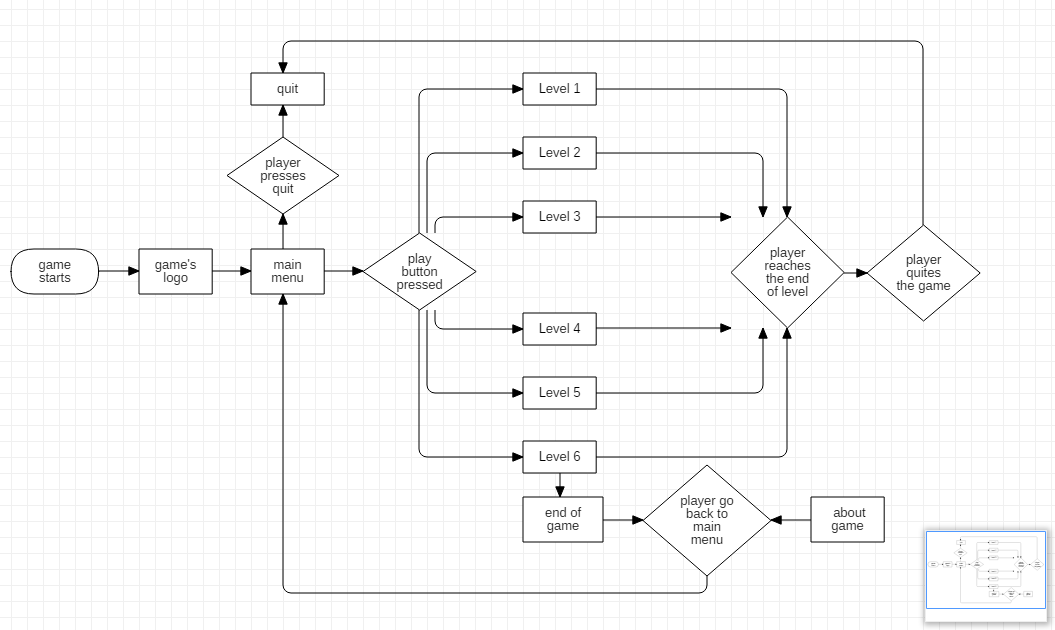 quit
Level 1
Level 2
player
presses
quit
Level 3
game
starts
game's
logo
main
menu
play
button
pressed
player
reaches
the end
of level
player
quites
the game
Level 4
Level 5
Level 6
end of
game
player go
back to
main
menu
about
game